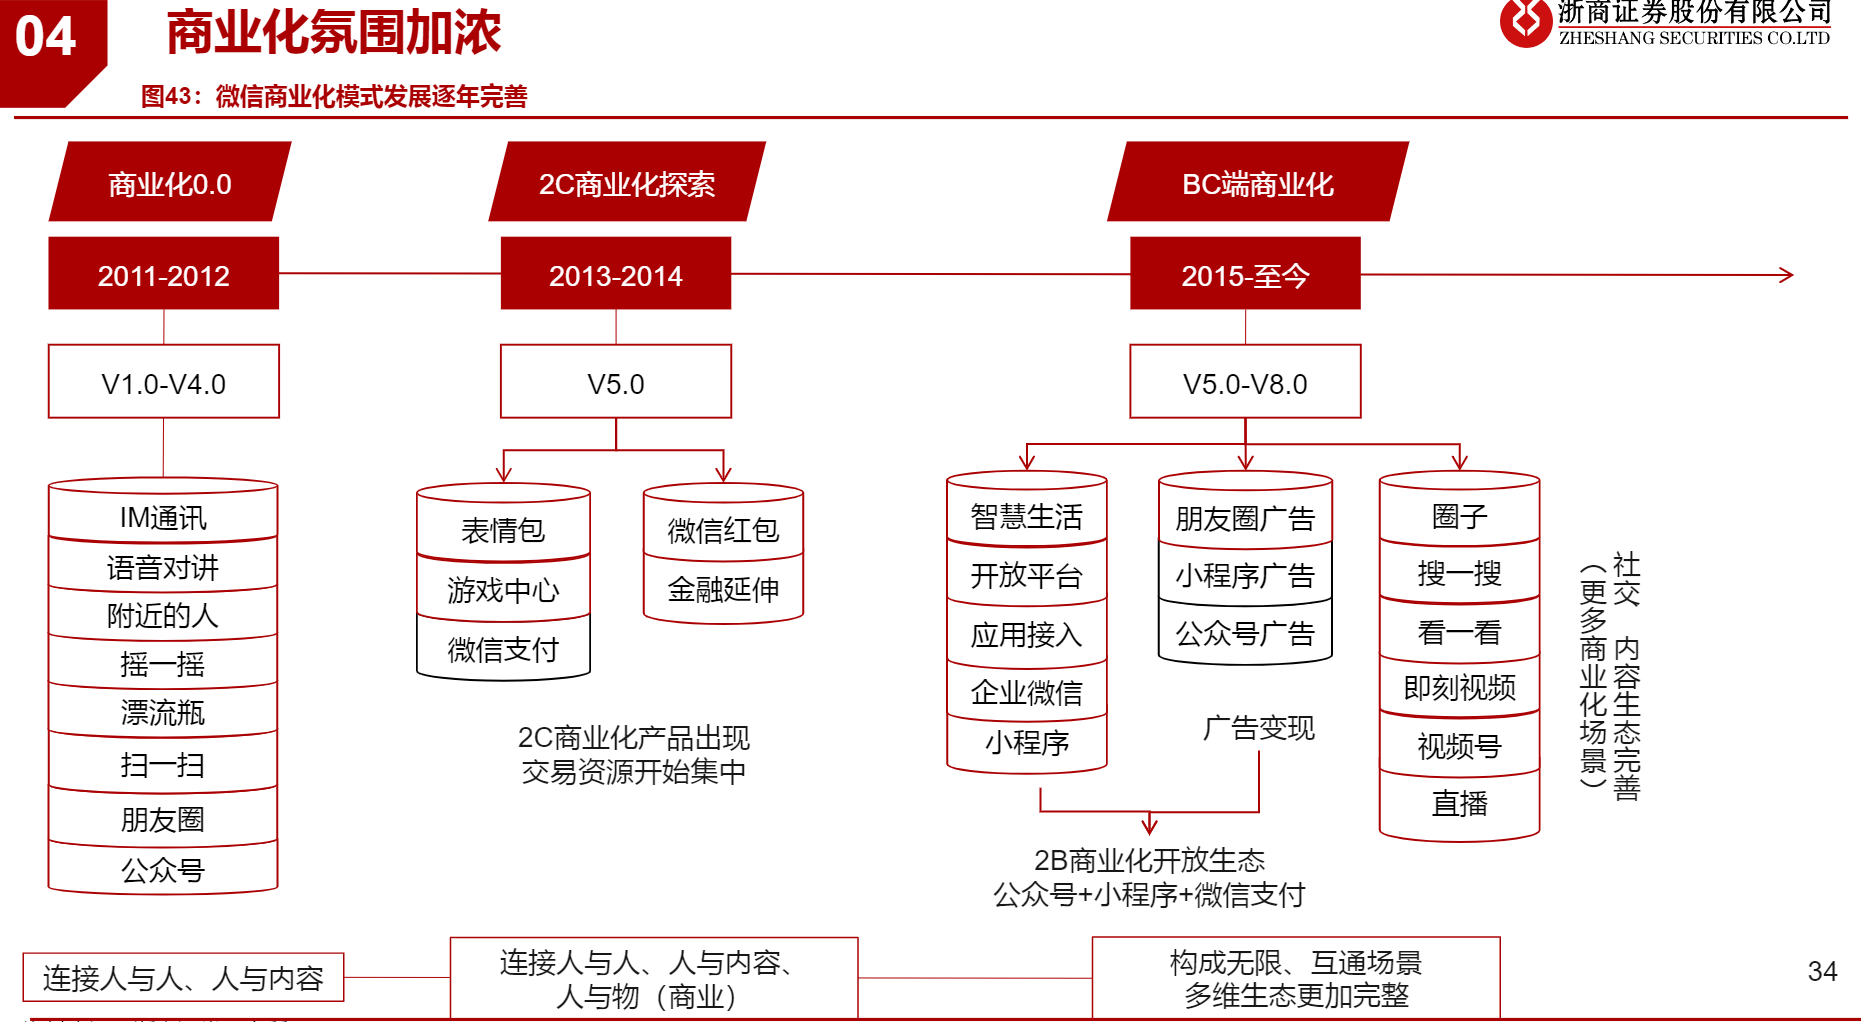 04
商业化氛围加浓
浙商证券股份有限公司
ZHESHANG SECURITIES CO.LTD
图43：微信商业化模式发展逐年完善
商业化0.0
2C商业化探索
BC端商业化
2011-2012
2013-2014
2015-至今
V1.0-V4.0
V5.0
V5.0-V8.0
IM通讯
语音对讲
附近的人
摇一摇
漂流瓶
扫一扫
朋友圈
公众号
表情包
游戏中心
微信支付
微信红包
金融延伸
2C商业化产品出现
交易资源开始集中
智慧生活
开放平台
应用接入
企业微信
小程序
朋友圈广告
小程序广告
公众号广告
广告变现
圈子
搜一搜
看一看
即刻视频
视频号
直播
社交、内容生态完善
（更多商业化场景）
2B商业化开放生态
公众号+小程序+微信支付
连接人与人、人与内容
连接人与人、人与内容、
人与物（商业）
构成无限、互通场景
多维生态更加完整
34